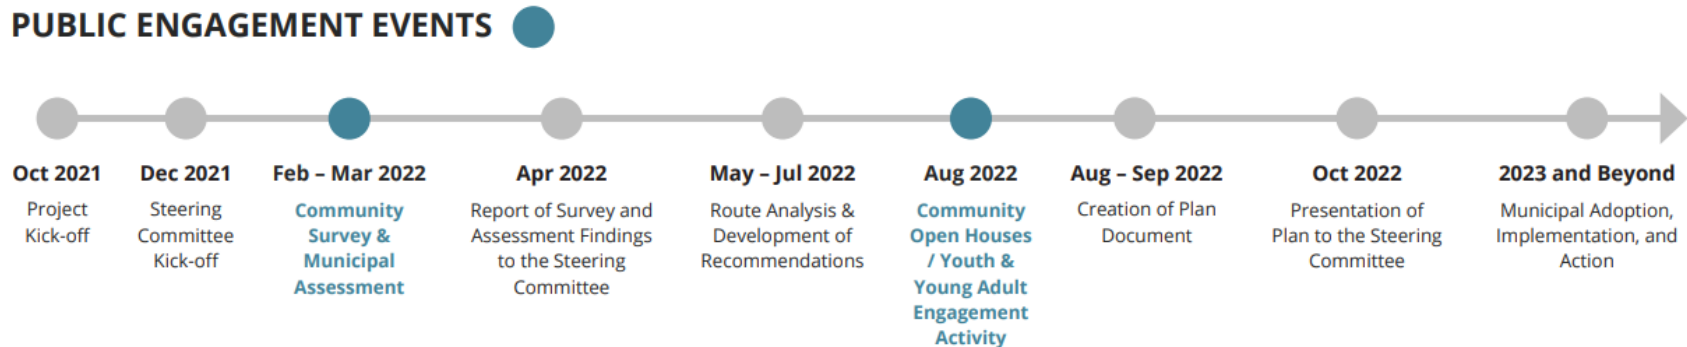 PUBLIC ENGAGEMENT EVENTS
Oct 2021
Project
Kick-off
Dec 2021
Steering
Committee
Kick-off
Feb – Mar 2022
Community
Survey &
Municipal
Assessment
Apr 2022
Report of Survey and
Assessment Findings
to the Steering
Committee
May – Jul 2022
Route Analysis &
Development of
Recommendations
Aug 2022
Community
Open Houses
/ Youth &
Young Adult
Engagement
Activity
Aug – Sep 2022
Creation of Plan
Document
Oct 2022
Presentation of
Plan to the Steering
Committee
2023 and Beyond
Municipal Adoption,
Implementation, and
Action